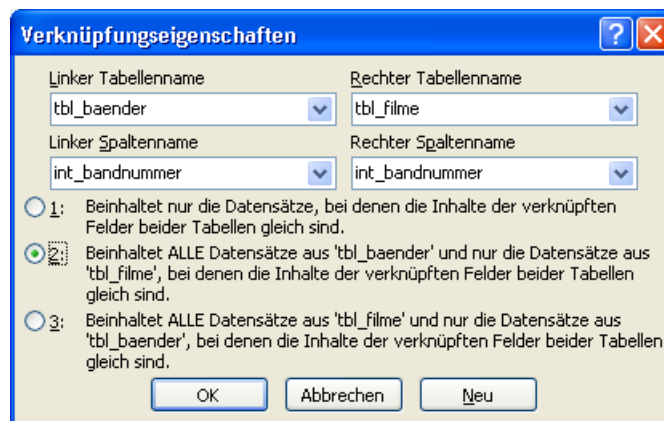 Verknüpfungseigenschaften
Linker Tabellenname Rechter Tabellenname
tbl_baender tbl_filme
Linker Spaltenname Rechter Spaltenname
int_bandnummer int_bandnummer
1: Beinhaltet nur die Datensätze, bei denen die Inhalte der verknüpften
Felder beider Tabellen gleich sind.
2: Beinhaltet ALLE Datensätze aus 'tbl_baender' und nur die Datensätze aus
'tbl_filme', bei denen die Inhalte der verknüpften Felder beider Tabellen
gleich sind.
3: Beinhaltet ALLE Datensätze aus 'tbl_filme' und nur die Datensätze aus
'tbl_baender', bei denen die Inhalte der verknüpften Felder beider Tabellen
gleich sind.
OK Abbrechen Neu